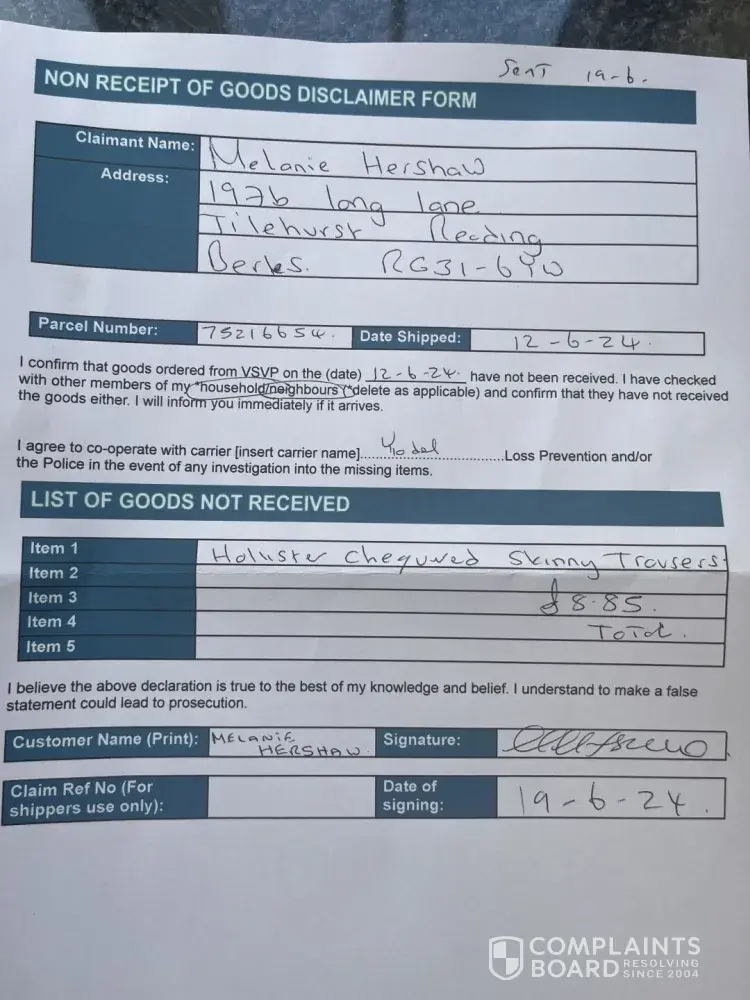 Sent 19-6.
NON RECEIPT OF GOODS DISCLAIMER FORM
Claimant Name: Melanie Hershaw
Address: 197b long lane
Tilehurst Reading
Berks. RG31-6YW
Parcel Number: 75216654. Date Shipped: 12-6-24.
I confirm that goods ordered from VSVP on the (date) 12-6-24. have not been received. I have checked
with other members of my *household/neighbours (*delete as applicable) and confirm that they have not received
the goods either. I will inform you immediately if it arrives.
I agree to co-operate with carrier [insert carrier name]....Yodel....Loss Prevention and/or
the Police in the event of any investigation into the missing items.
LIST OF GOODS NOT RECEIVED
Item 1 Holuster Chequred Skinny Trousers
Item 2
Item 3 £8.85.
Item 4 Total.
Item 5
I believe the above declaration is true to the best of my knowledge and belief. I understand to make a false
statement could lead to prosecution.
Customer Name (Print): MELANIE HERSHAW Signature:
Claim Ref No (For shippers use only): Date of signing: 19-6-24.
COMPLAINTS
BOARD RESOLVING SINCE 2004